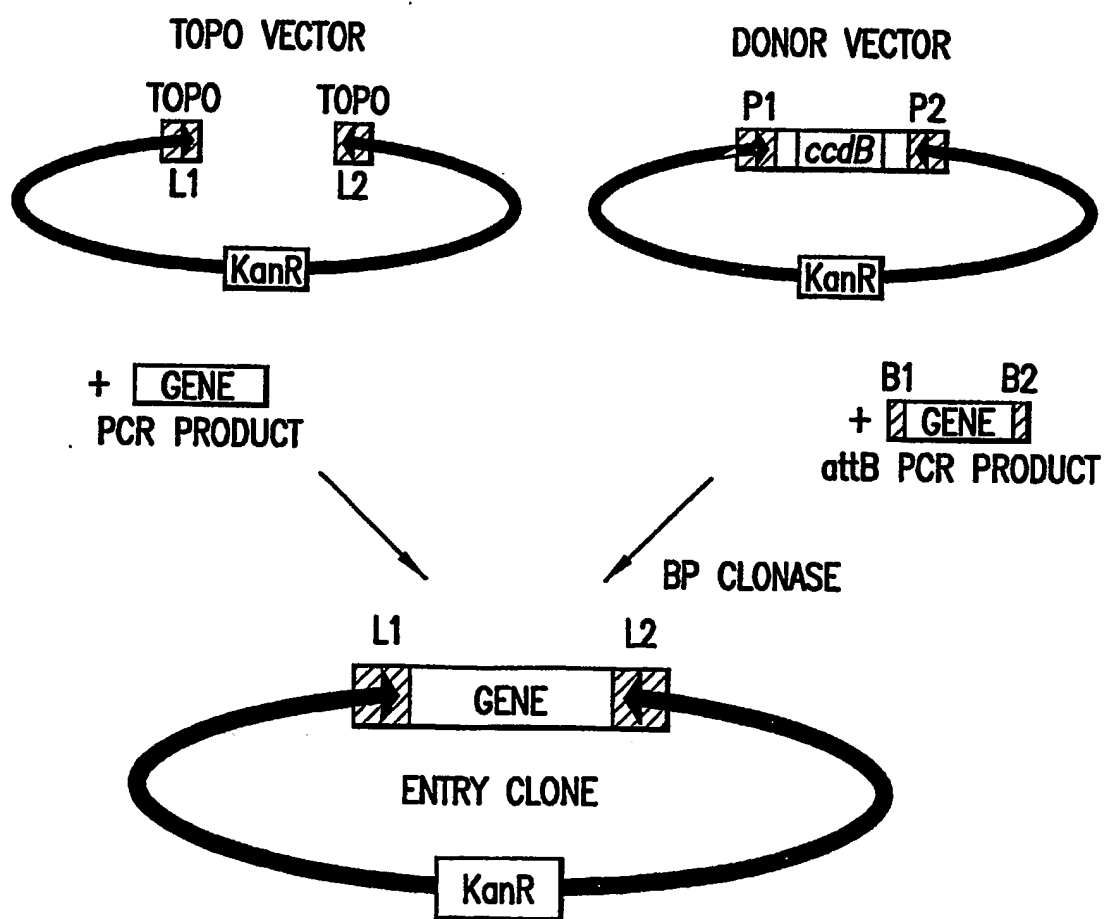 TOPO VECTOR
TOPO TOPO
L1 L2
KanR
+ GENE
PCR PRODUCT
DONOR VECTOR
P1 P2
ccdB
KanR
B1 B2
+ GENE
attB PCR PRODUCT
BP CLONASE
L1 L2
GENE
ENTRY CLONE
KanR